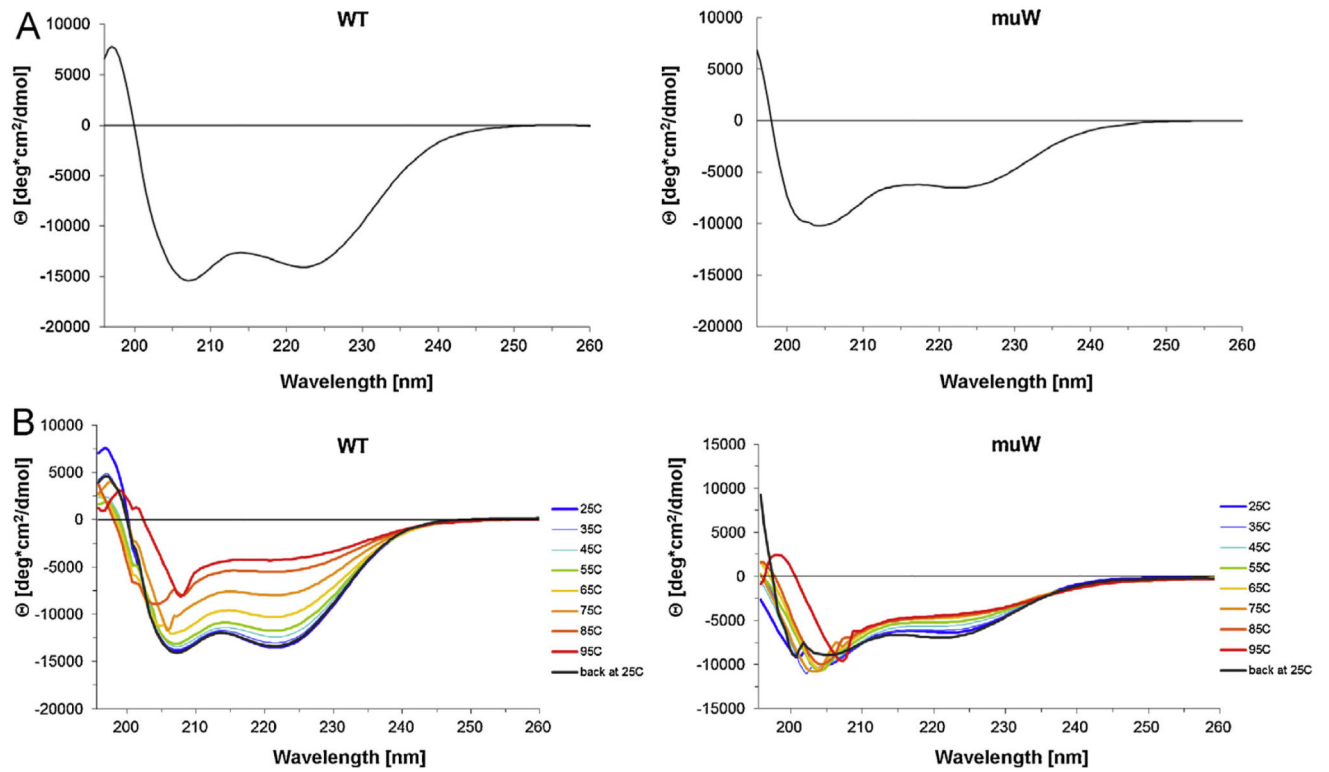 A
WT
10000
5000
0
-5000
-10000
-15000
-20000
Θ [deg*cm²/dmol]
200 210 220 230 240 250 260
Wavelength [nm]
muW
10000
5000
0
-5000
-10000
-15000
-20000
Θ [deg*cm²/dmol]
200 210 220 230 240 250 260
Wavelength [nm]
B
WT
10000
5000
0
-5000
-10000
-15000
-20000
Θ [deg*cm²/dmol]
200 210 220 230 240 250 260
Wavelength [nm]
25C
35C
45C
55C
65C
75C
85C
95C
back at 25C
muW
15000
10000
5000
0
-5000
-10000
-15000
Θ [deg*cm²/dmol]
200 210 220 230 240 250 260
Wavelength [nm]
25C
35C
45C
55C
65C
75C
85C
95C
back at 25C